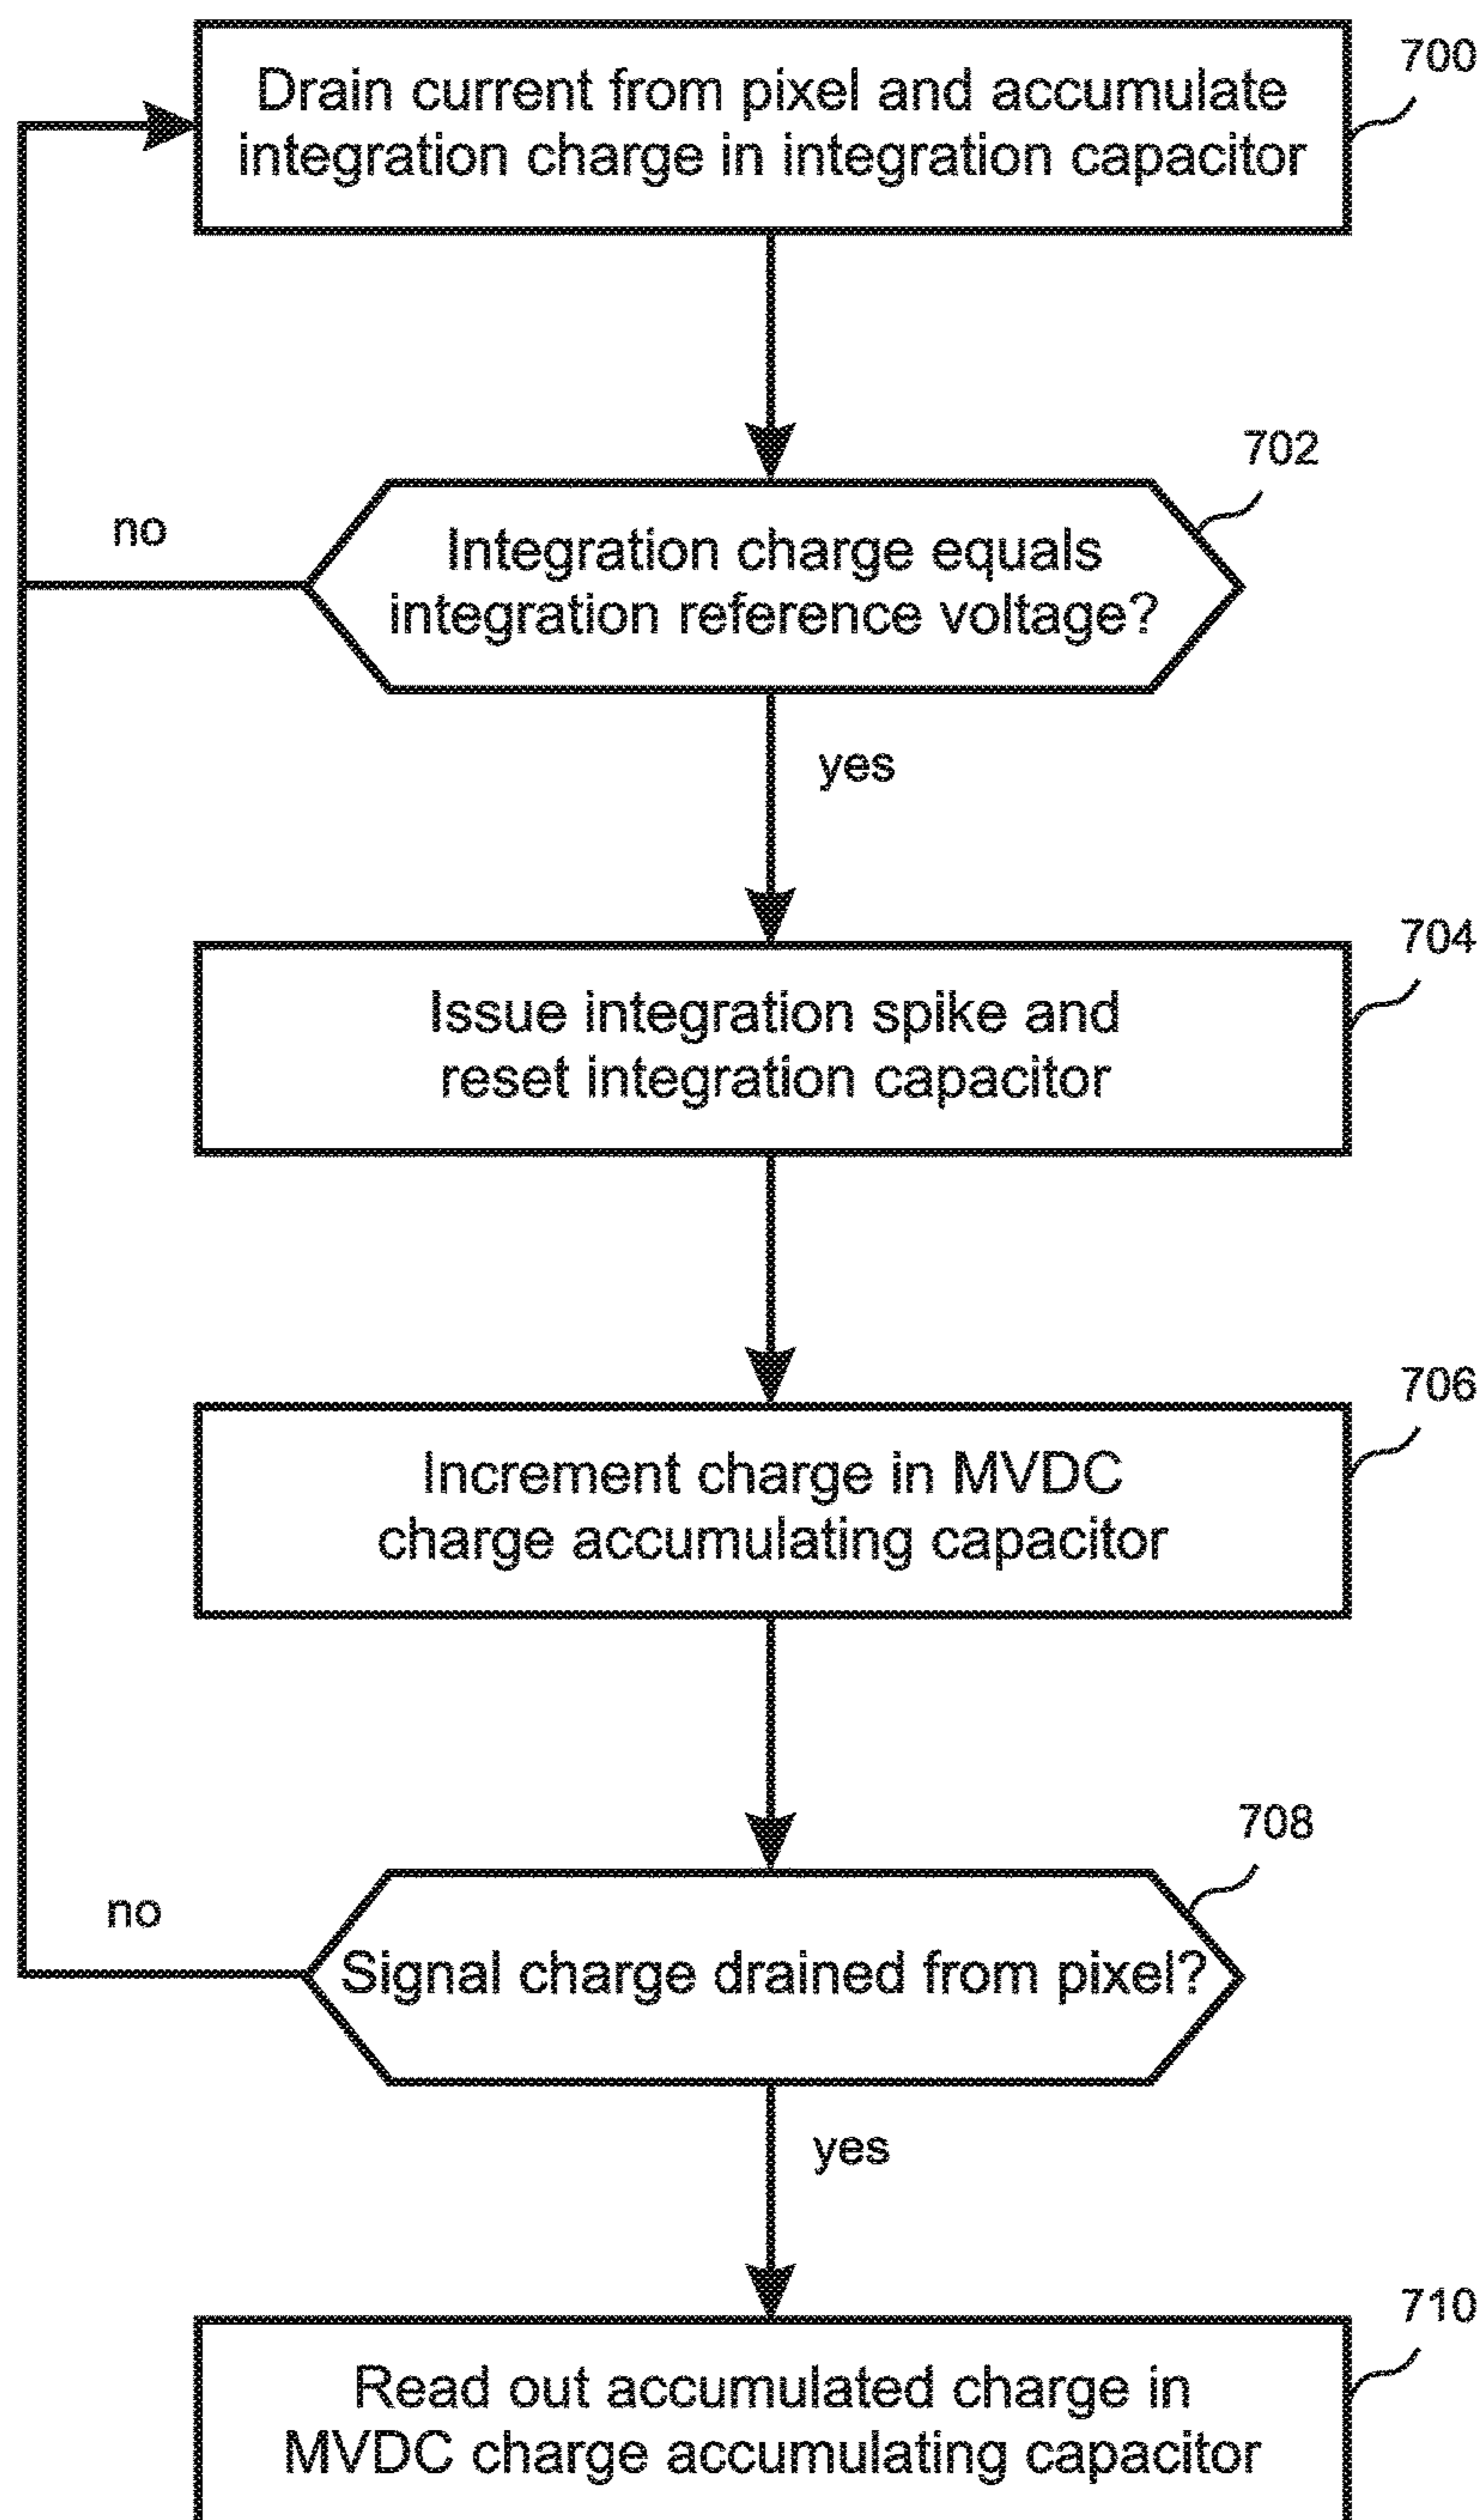 700
Drain current from pixel and accumulate
integration charge in integration capacitor
702
no
Integration charge equals
integration reference voltage?
yes
704
Issue integration spike and
reset integration capacitor
706
Increment charge in MVDC
charge accumulating capacitor
708
no
Signal charge drained from pixel?
yes
710
Read out accumulated charge in
MVDC charge accumulating capacitor